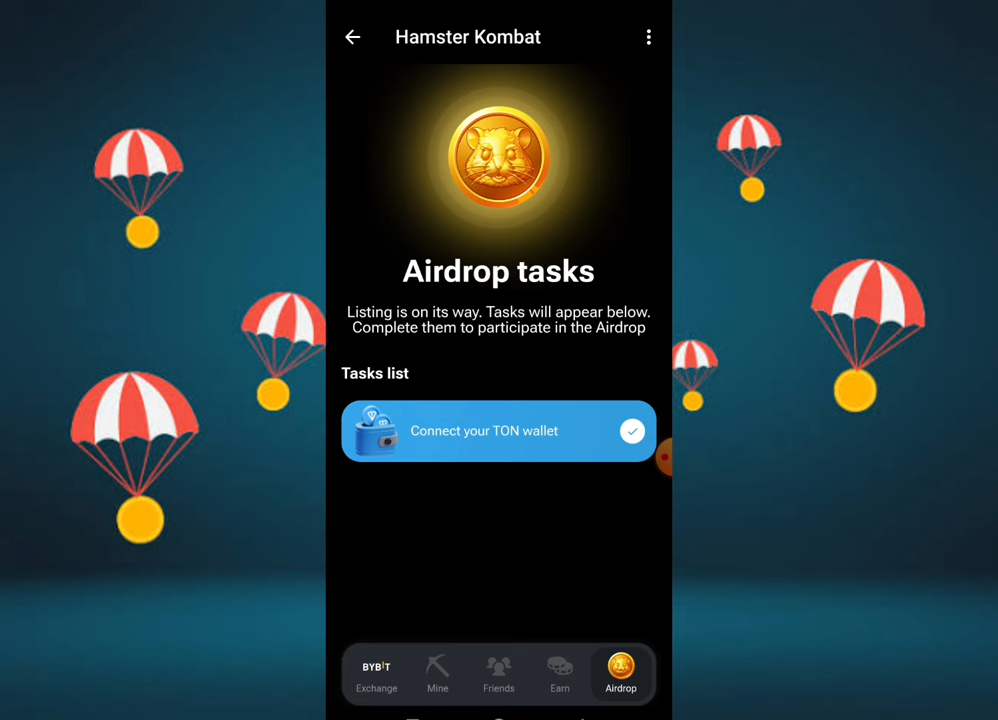 Hamster Kombat
Airdrop tasks
Listing is on its way. Tasks will appear below.
Complete them to participate in the Airdrop
Tasks list
Connect your TON wallet
BYBIT
Exchange
Mine
Friends
Earn
Airdrop